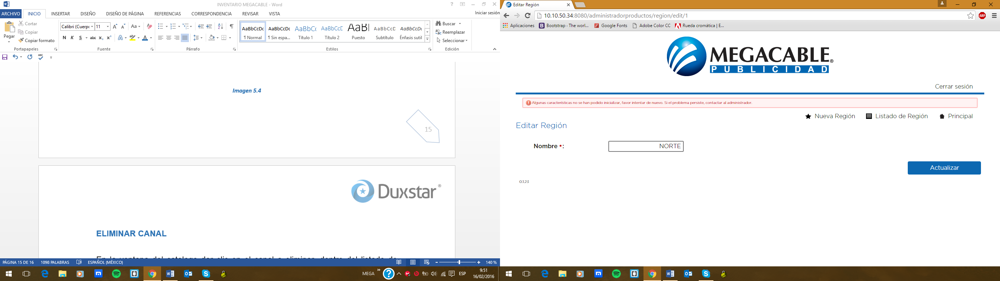 INVENTARIO MEGACABLE - Word
ARCHIVO INICIO INSERTAR DISEÑO DISEÑO DE PÁGINA REFERENCIAS CORRESPONDENCIA REVISAR VISTA
Iniciar sesión
Pegar
Cortar
Copiar
Copiar formato
Portapapeles
Calibri (Cuerpo 11
Fuente
Párrafo
AaBbCcDc AaBbCcDc AaBbCc AaBbCcD AaBl AaBbCcD AaBbCcDc
¶ Normal ¶ Sin espa... Título 1 Título 2 Puesto Subtítulo Énfasis sutil
Estilos
Buscar
Reemplazar
Seleccionar
Edición
Imagen 5.4
15
Duxstar®
ELIMINAR CANAL
En la ventana del catalogo dar clic en el canal a eliminar, dentro del listado de
PÁGINA 15 DE 16 1098 PALABRAS ESPAÑOL (MÉXICO) 140 %
MEGA » ESP 9:51
16/02/2016
Editar Región
10.10.50.34:8080/administradorproductos/region/edit/1
ABP
Aplicaciones Bootstrap · The worl... Google Fonts Adobe Color CC Rueda cromática | E...
MEGACABLE®
PUBLICIDAD
Cerrar sesión
Algunas características no se han podido inicializar, favor intentar de nuevo. Si el problema persiste, contactar al administrador.
Nueva Región Listado de Región Principal
Editar Región
Nombre *: NORTE
Actualizar
0.1.23